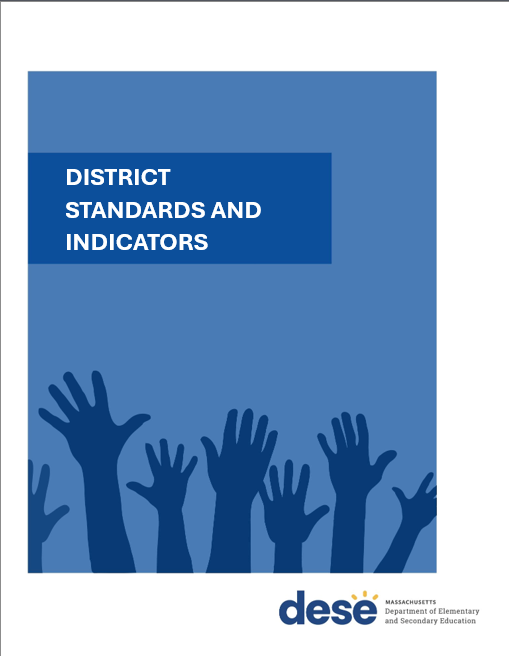 DISTRICT
STANDARDS AND
INDICATORS
dese
MASSACHUSETTS
Department of Elementary
and Secondary Education